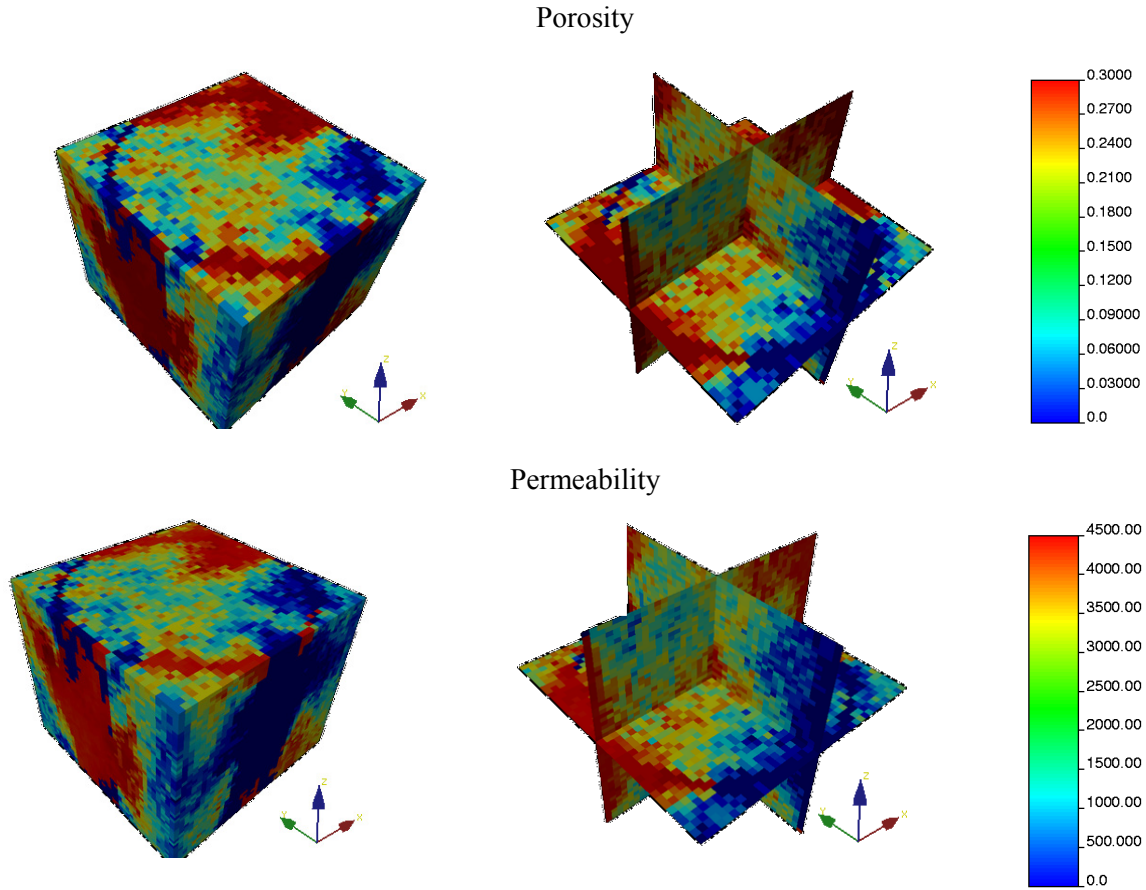 Porosity
0.3000
0.2700
0.2400
0.2100
0.1800
0.1500
0.1200
0.09000
0.06000
0.03000
0.0
Z
X
Y
Z
X
Y
Permeability
4500.00
4000.00
3500.00
3000.00
2500.00
2000.00
1500.00
1000.00
500.000
0.0
Z
X
Y
Z
X
Y